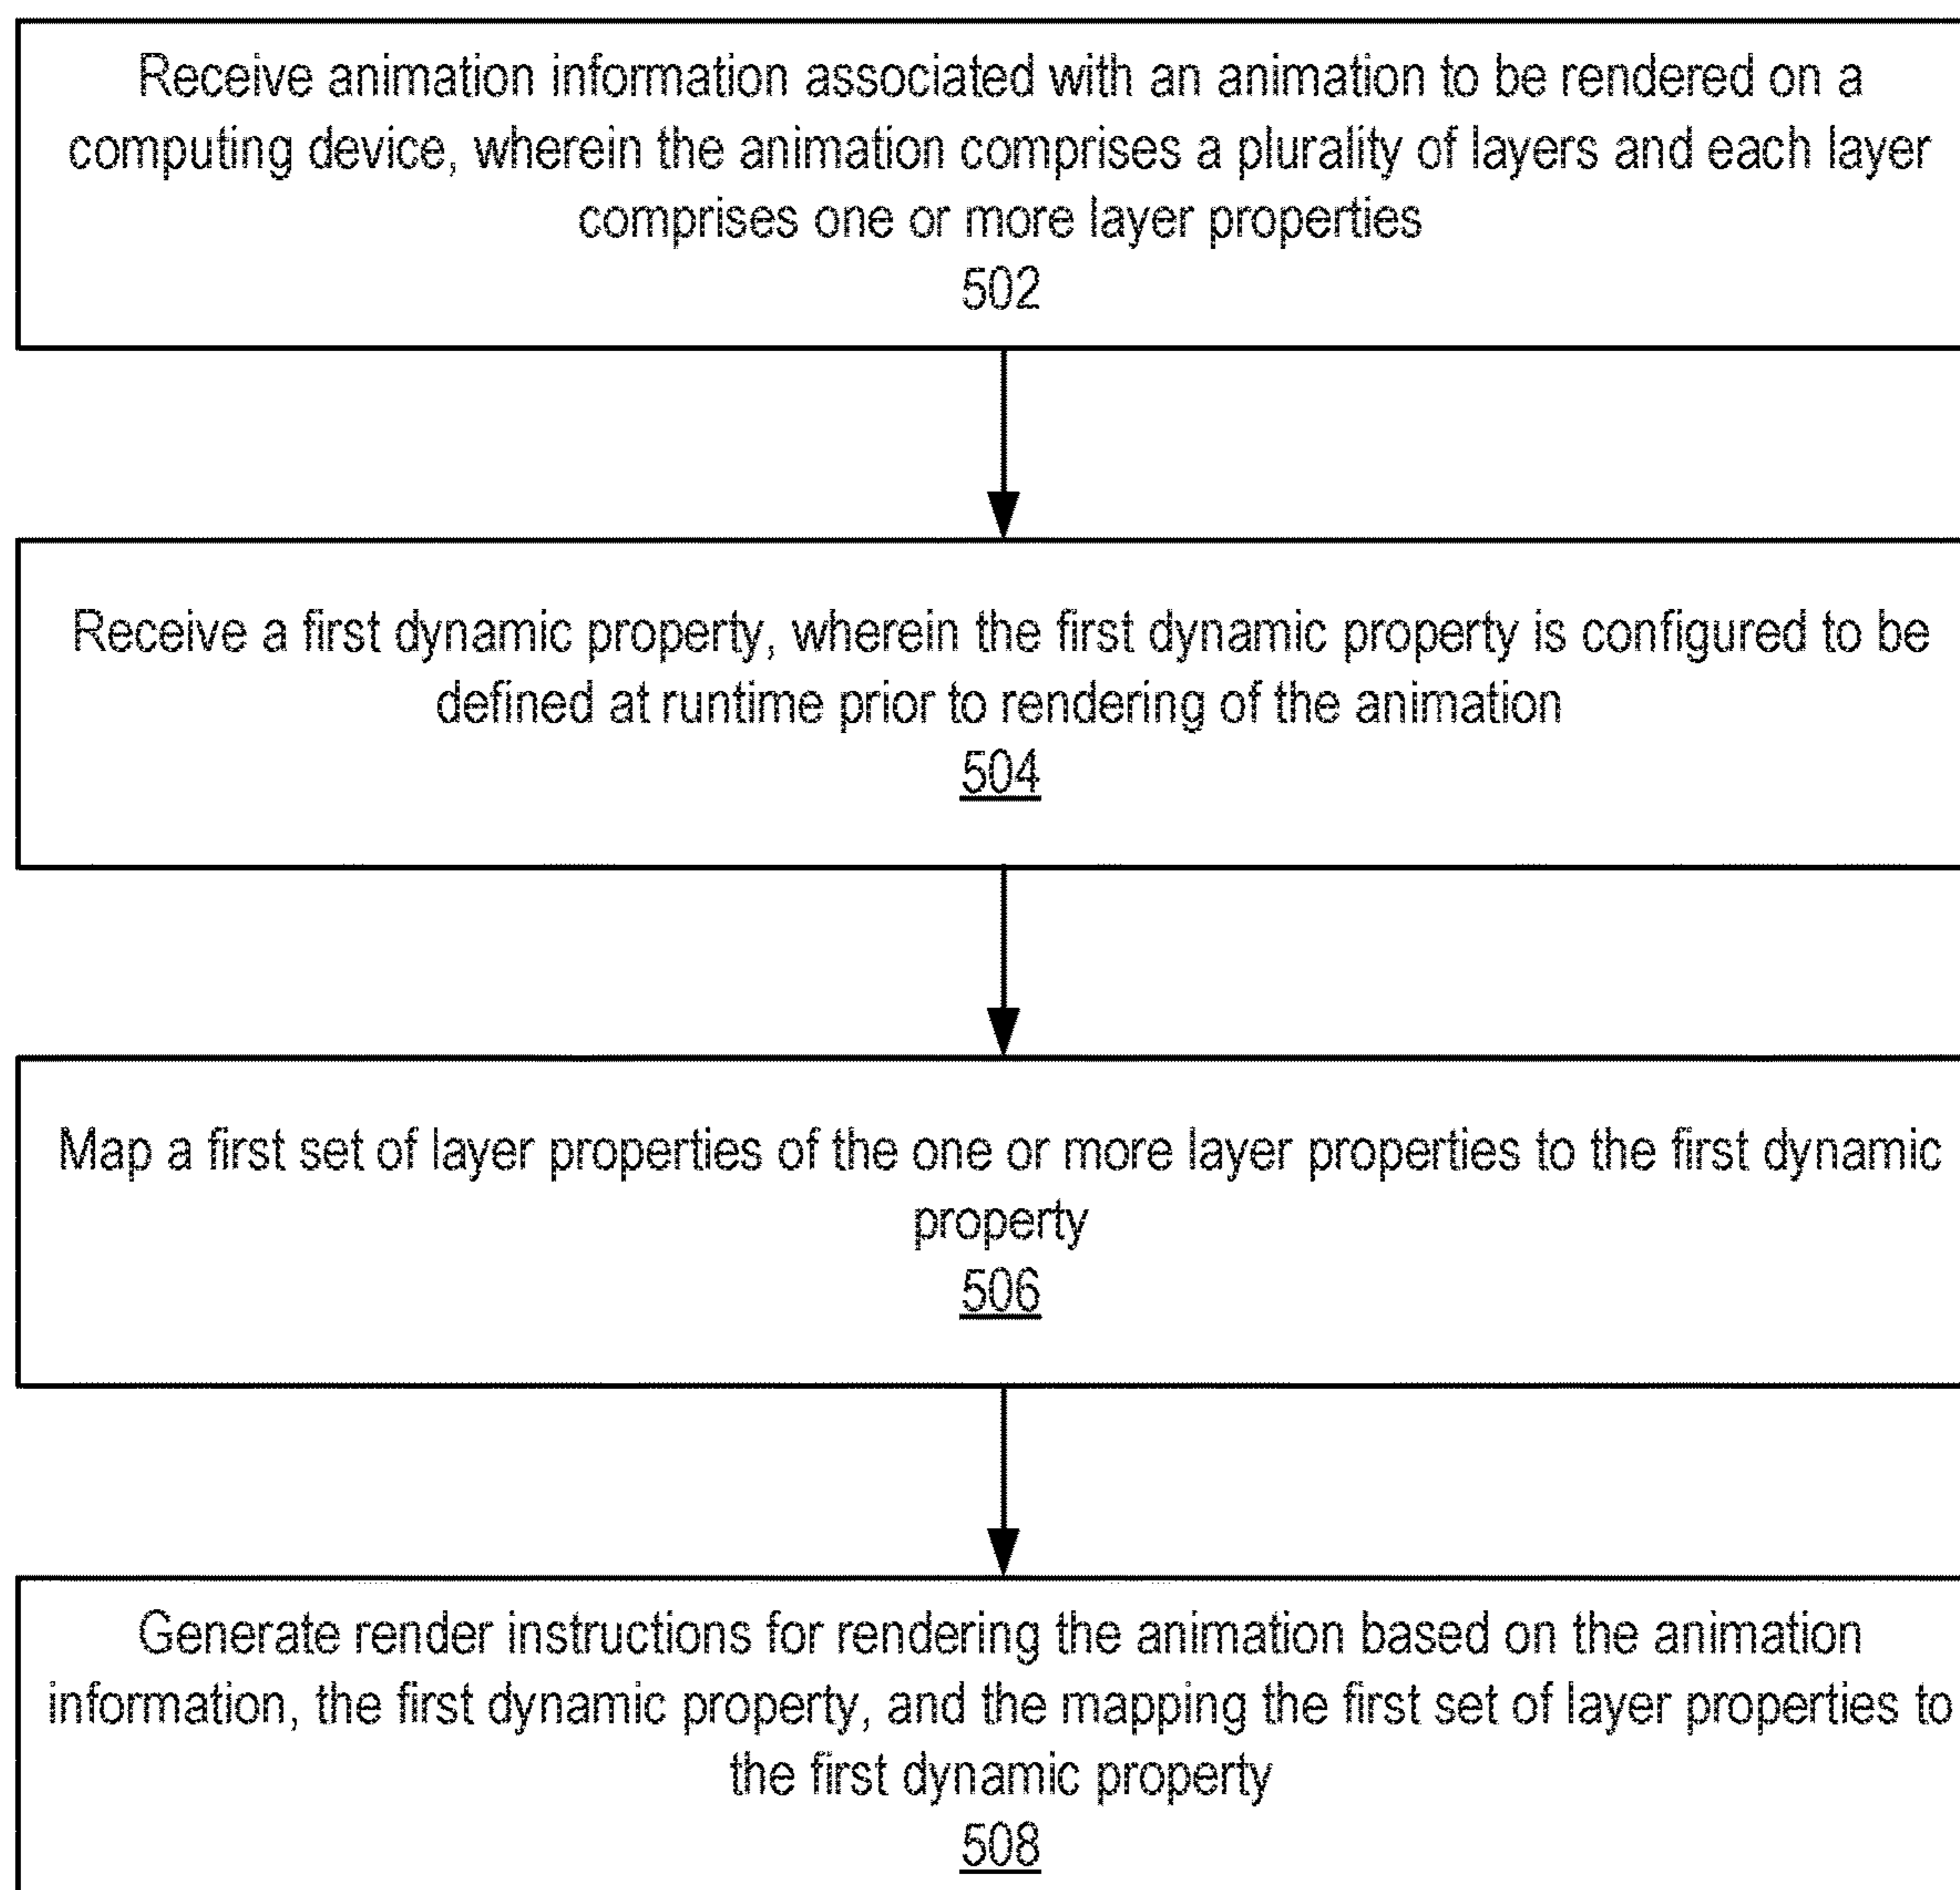 Receive animation information associated with an animation to be rendered on a
computing device, wherein the animation comprises a plurality of layers and each layer
comprises one or more layer properties
502
Receive a first dynamic property, wherein the first dynamic property is configured to be
defined at runtime prior to rendering of the animation
504
Map a first set of layer properties of the one or more layer properties to the first dynamic
property
506
Generate render instructions for rendering the animation based on the animation
information, the first dynamic property, and the mapping the first set of layer properties to
the first dynamic property
508